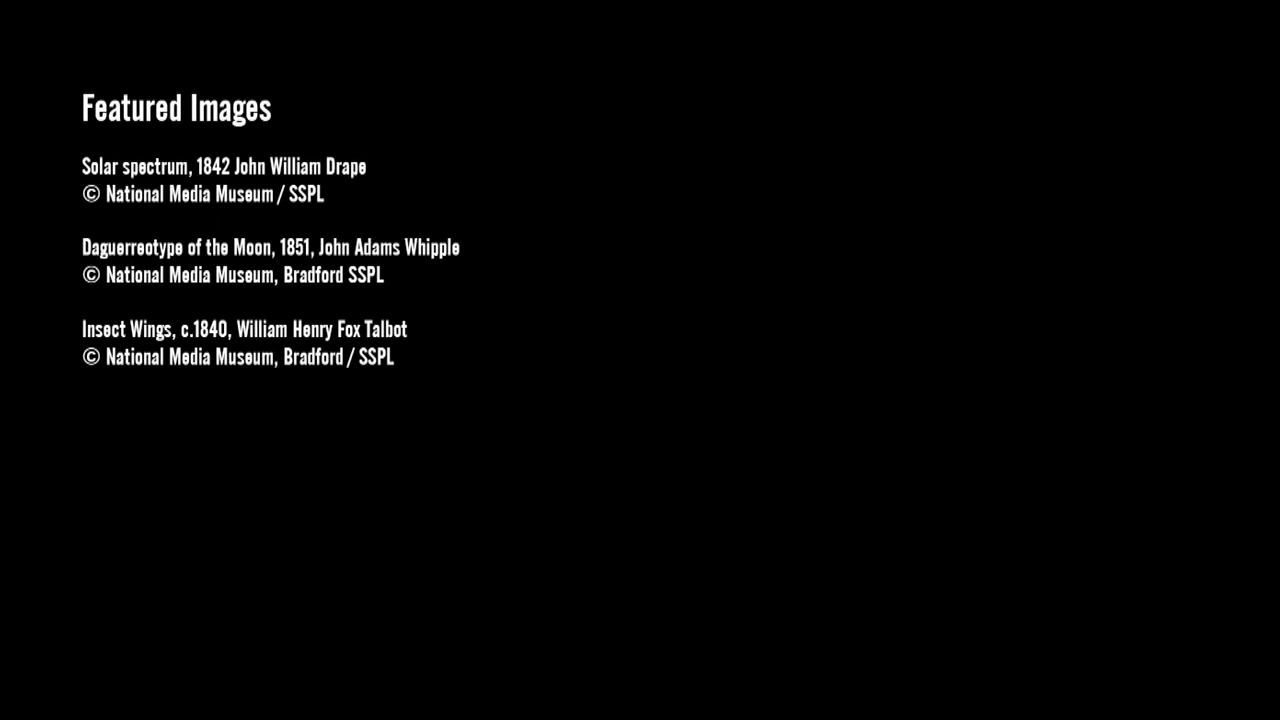 Featured Images
Solar spectrum, 1842 John William Drape
© National Media Museum / SSPL
Daguerreotype of the Moon, 1851, John Adams Whipple
© National Media Museum, Bradford SSPL
Insect Wings, c.1840, William Henry Fox Talbot
© National Media Museum, Bradford / SSPL